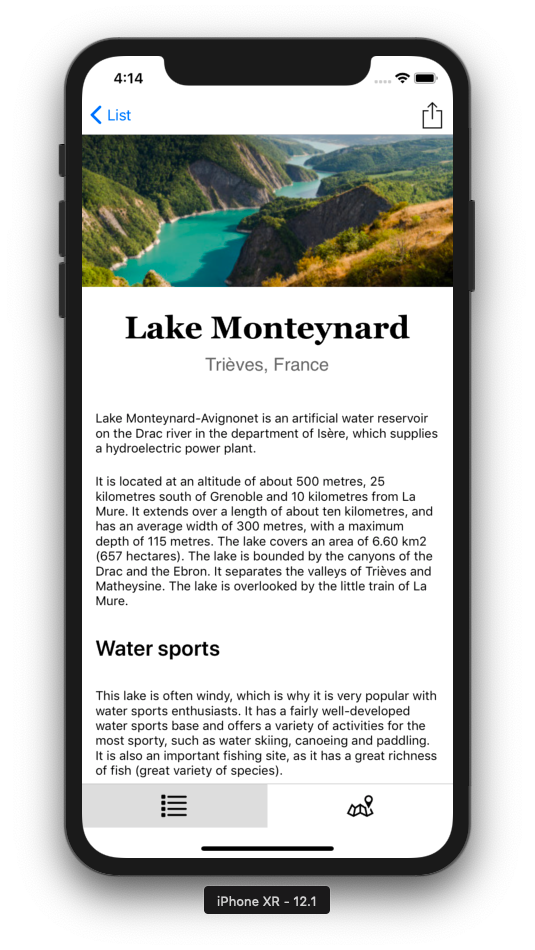 4:14
List
Lake Monteynard
Trièves, France
Lake Monteynard-Avignonet is an artificial water reservoir
on the Drac river in the department of Isère, which supplies
a hydroelectric power plant.
It is located at an altitude of about 500 metres, 25
kilometres south of Grenoble and 10 kilometres from La
Mure. It extends over a length of about ten kilometres, and
has an average width of 300 metres, with a maximum
depth of 115 metres. The lake covers an area of 6.60 km2
(657 hectares). The lake is bounded by the canyons of the
Drac and the Ebron. It separates the valleys of Trièves and
Matheysine. The lake is overlooked by the little train of La
Mure.
Water sports
This lake is often windy, which is why it is very popular with
water sports enthusiasts. It has a fairly well-developed
water sports base and offers a variety of activities for the
most sporty, such as water skiing, canoeing and paddling.
It is also an important fishing site, as it has a great richness
of fish (great variety of species).
iPhone XR - 12.1